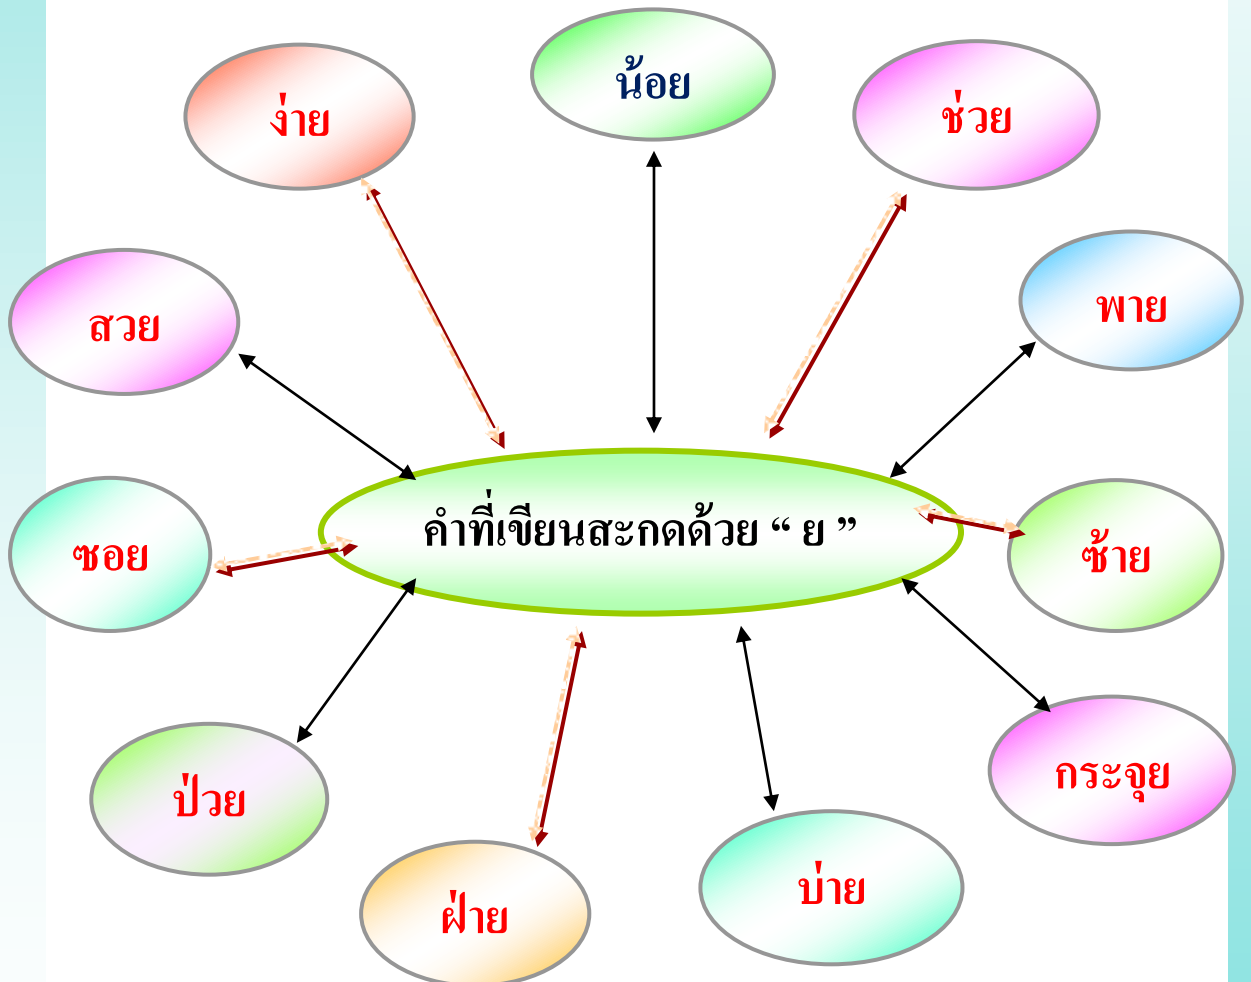 น้อย
ง่าย
ช่วย
สวย
พาย
คำที่เขียนสะกดด้วย “ ย ”
ซอย
ซ้าย
ป่วย
กระจุย
ฝ่าย
บ่าย